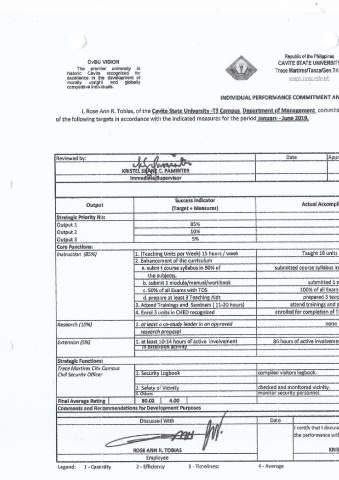 CvSU VISION
The premier university in
historic Cavite recognized for
excellence in the development of
morally upright and globally
competitive individuals.
Republic of the Philippines
CAVITE STATE UNIVERSITY
Trece Martires/Tanza/Gen.Tri
INDIVIDUAL PERFORMANCE COMMITMENT AN
I, Rose Ann R. Tobias, of the Cavite State University -T3 Campus, Department of Management, commits
of the following targets in accordance with the indicated measures for the period January - June 2019.
Reviewed by: Date Appr
KRISTEL SHANE C. PAMINTER
Immediate Supervisor
Output Success Indicator Actual Accompl
(Target + Measures)
Strategic Priority No:
Output 1 85%
Output 2 10%
Output 3 5%
Core Functions:
Instruction (85%) 1. (Teaching Units per Week) 15 hours / week Taught 18 units
2. Enhancement of the curriculum
a. submit course syllabus in 90% of submitted course syllabus in
the subjects.
b. submit 1 module/manual/workbook submitted 1
c. 50% of all Exams with TOS 100% of all Exam
d. prepare at least 3 Teaching Aids prepared 3 teac
3. Attend Trainings and Seminars (11-20 hours) attend trainings and
4. Enrol 3 units in CHED recognized enrolled for completion of
Research (10%) 1. at least a co-study leader in an approved none
research proposal
Extension (5%) 1. at least 10-14 hours of active involvement 86 hours of active involveme
in extension activity
Strategic Functions:
Trece Martires City Campus
Civil Security Officer 1. Security Logbook compiled visitors logbook.
2. Safety of Vicinity checked and monitored vicinity.
3. Others monitor security personnel.
Final Average Rating 80.02 4.00
Comments and Recommendations for Development Purposes
Discussed With Date
I certify that I discuss
the performance with
ROSE ANN R. TOBIAS KRIS
Employee
Legend: 1 - Quantity 2 - Efficiency 3 - Timeliness 4 - Average